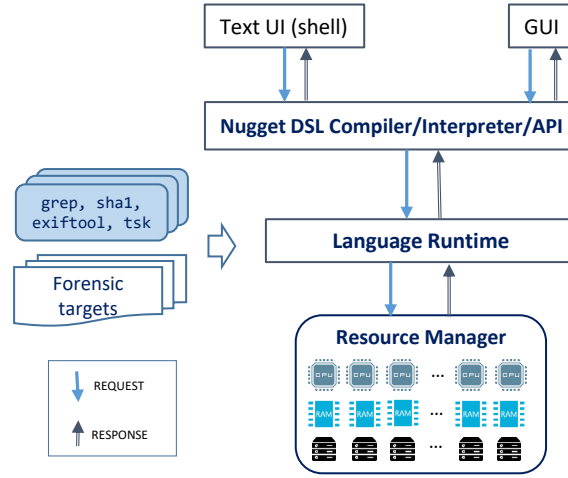 Text UI (shell)
GUI
Nugget DSL Compiler/Interpreter/API
grep, sha1,
exiftool, tsk
Language Runtime
Forensic
targets
Resource Manager
CPU CPU CPU ... CPU CPU
RAM RAM RAM ... RAM RAM
...
REQUEST
RESPONSE